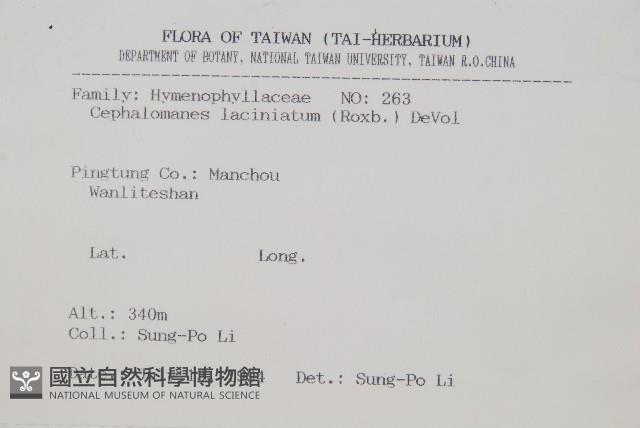 FLORA OF TAIWAN (TAI-HERBARIUM)
DEPARTMENT OF BOTANY, NATIONAL TAIWAN UNIVERSITY, TAIWAN R.O.CHINA
Family: Hymenophyllaceae NO: 263
Cephalomanes laciniatum (Roxb.) DeVol
Pingtung Co.: Manchou
Wanliteshan
Lat. Long.
Alt.: 340m
Coll.: Sung-Po Li
Det.: Sung-Po Li
國立自然科學博物館
NATIONAL MUSEUM OF NATURAL SCIENCE